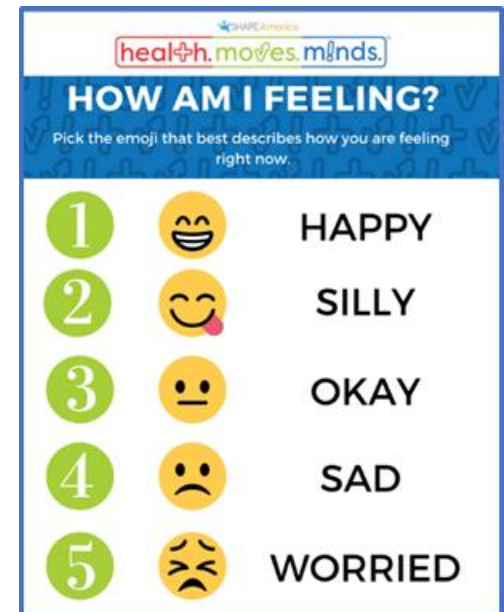 SHAPE America
health.moves.minds.
HOW AM I FEELING?
Pick the emoji that best describes how you are feeling
right now.
1 HAPPY
2 SILLY
3 OKAY
4 SAD
5 WORRIED